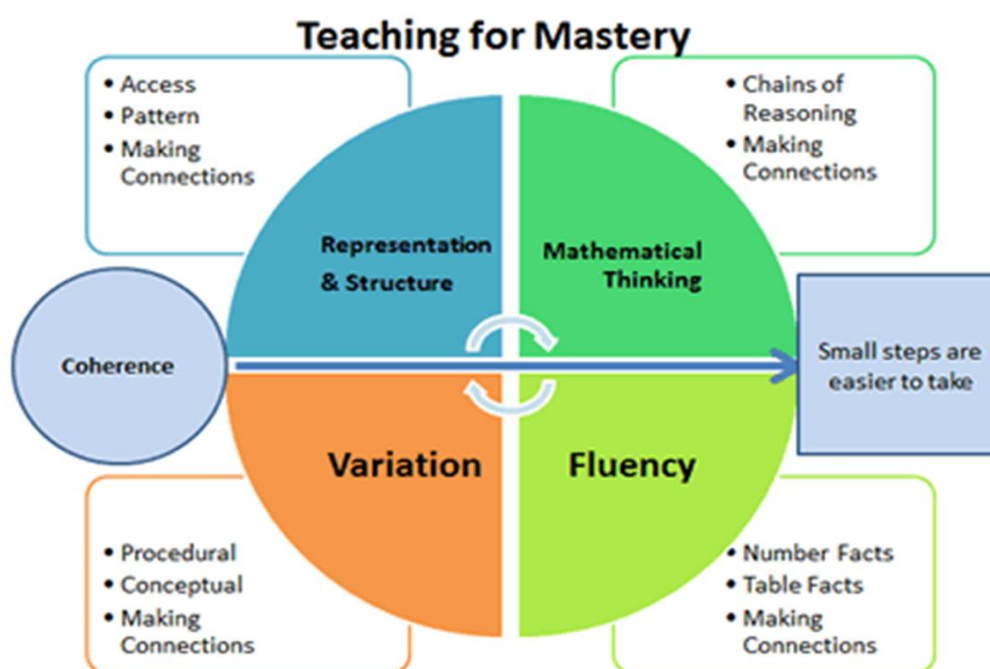 Teaching for Mastery
• Access
• Pattern
• Making
Connections
• Chains of
Reasoning
• Making
Connections
Representation
& Structure
Mathematical
Thinking
Coherence
Small steps are
easier to take
Variation
Fluency
• Procedural
• Conceptual
• Making
Connections
• Number Facts
• Table Facts
• Making
Connections